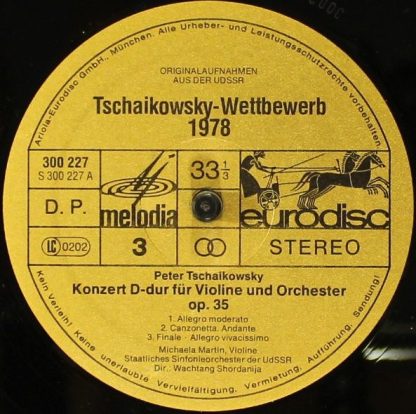 Ariola-Eurodisc GmbH., München. Alle Urheber- und Leistungsschutzrechte vorbehalten.
ORIGINALAUFNAHMEN
AUS DER UDSSR
Tschaikowsky-Wettbewerb
1978
300 227
S 300 227 A
33 1/3
D. P.
melodia
eurodisc
LC 0202
3
STEREO
Peter Tschaikowsky
Konzert D-dur für Violine und Orchester
op. 35
1. Allegro moderato
2. Canzonetta. Andante
3. Finale · Allegro vivacissimo
Michaela Martin, Violine
Staatliches Sinfonieorchester der UdSSR
Dir.: Wachtang Shordanija
Kein Verleih! Keine unerlaubte Vervielfältigung, Vermietung, Aufführung, Sendung!